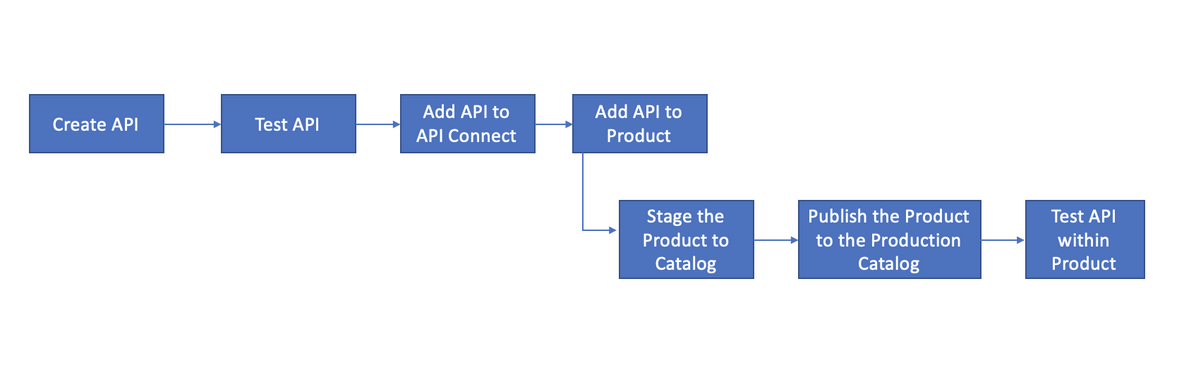 Create API
Test API
Add API to
API Connect
Add API to
Product
Stage the
Product to
Catalog
Publish the Product
to the Production
Catalog
Test API
within
Product